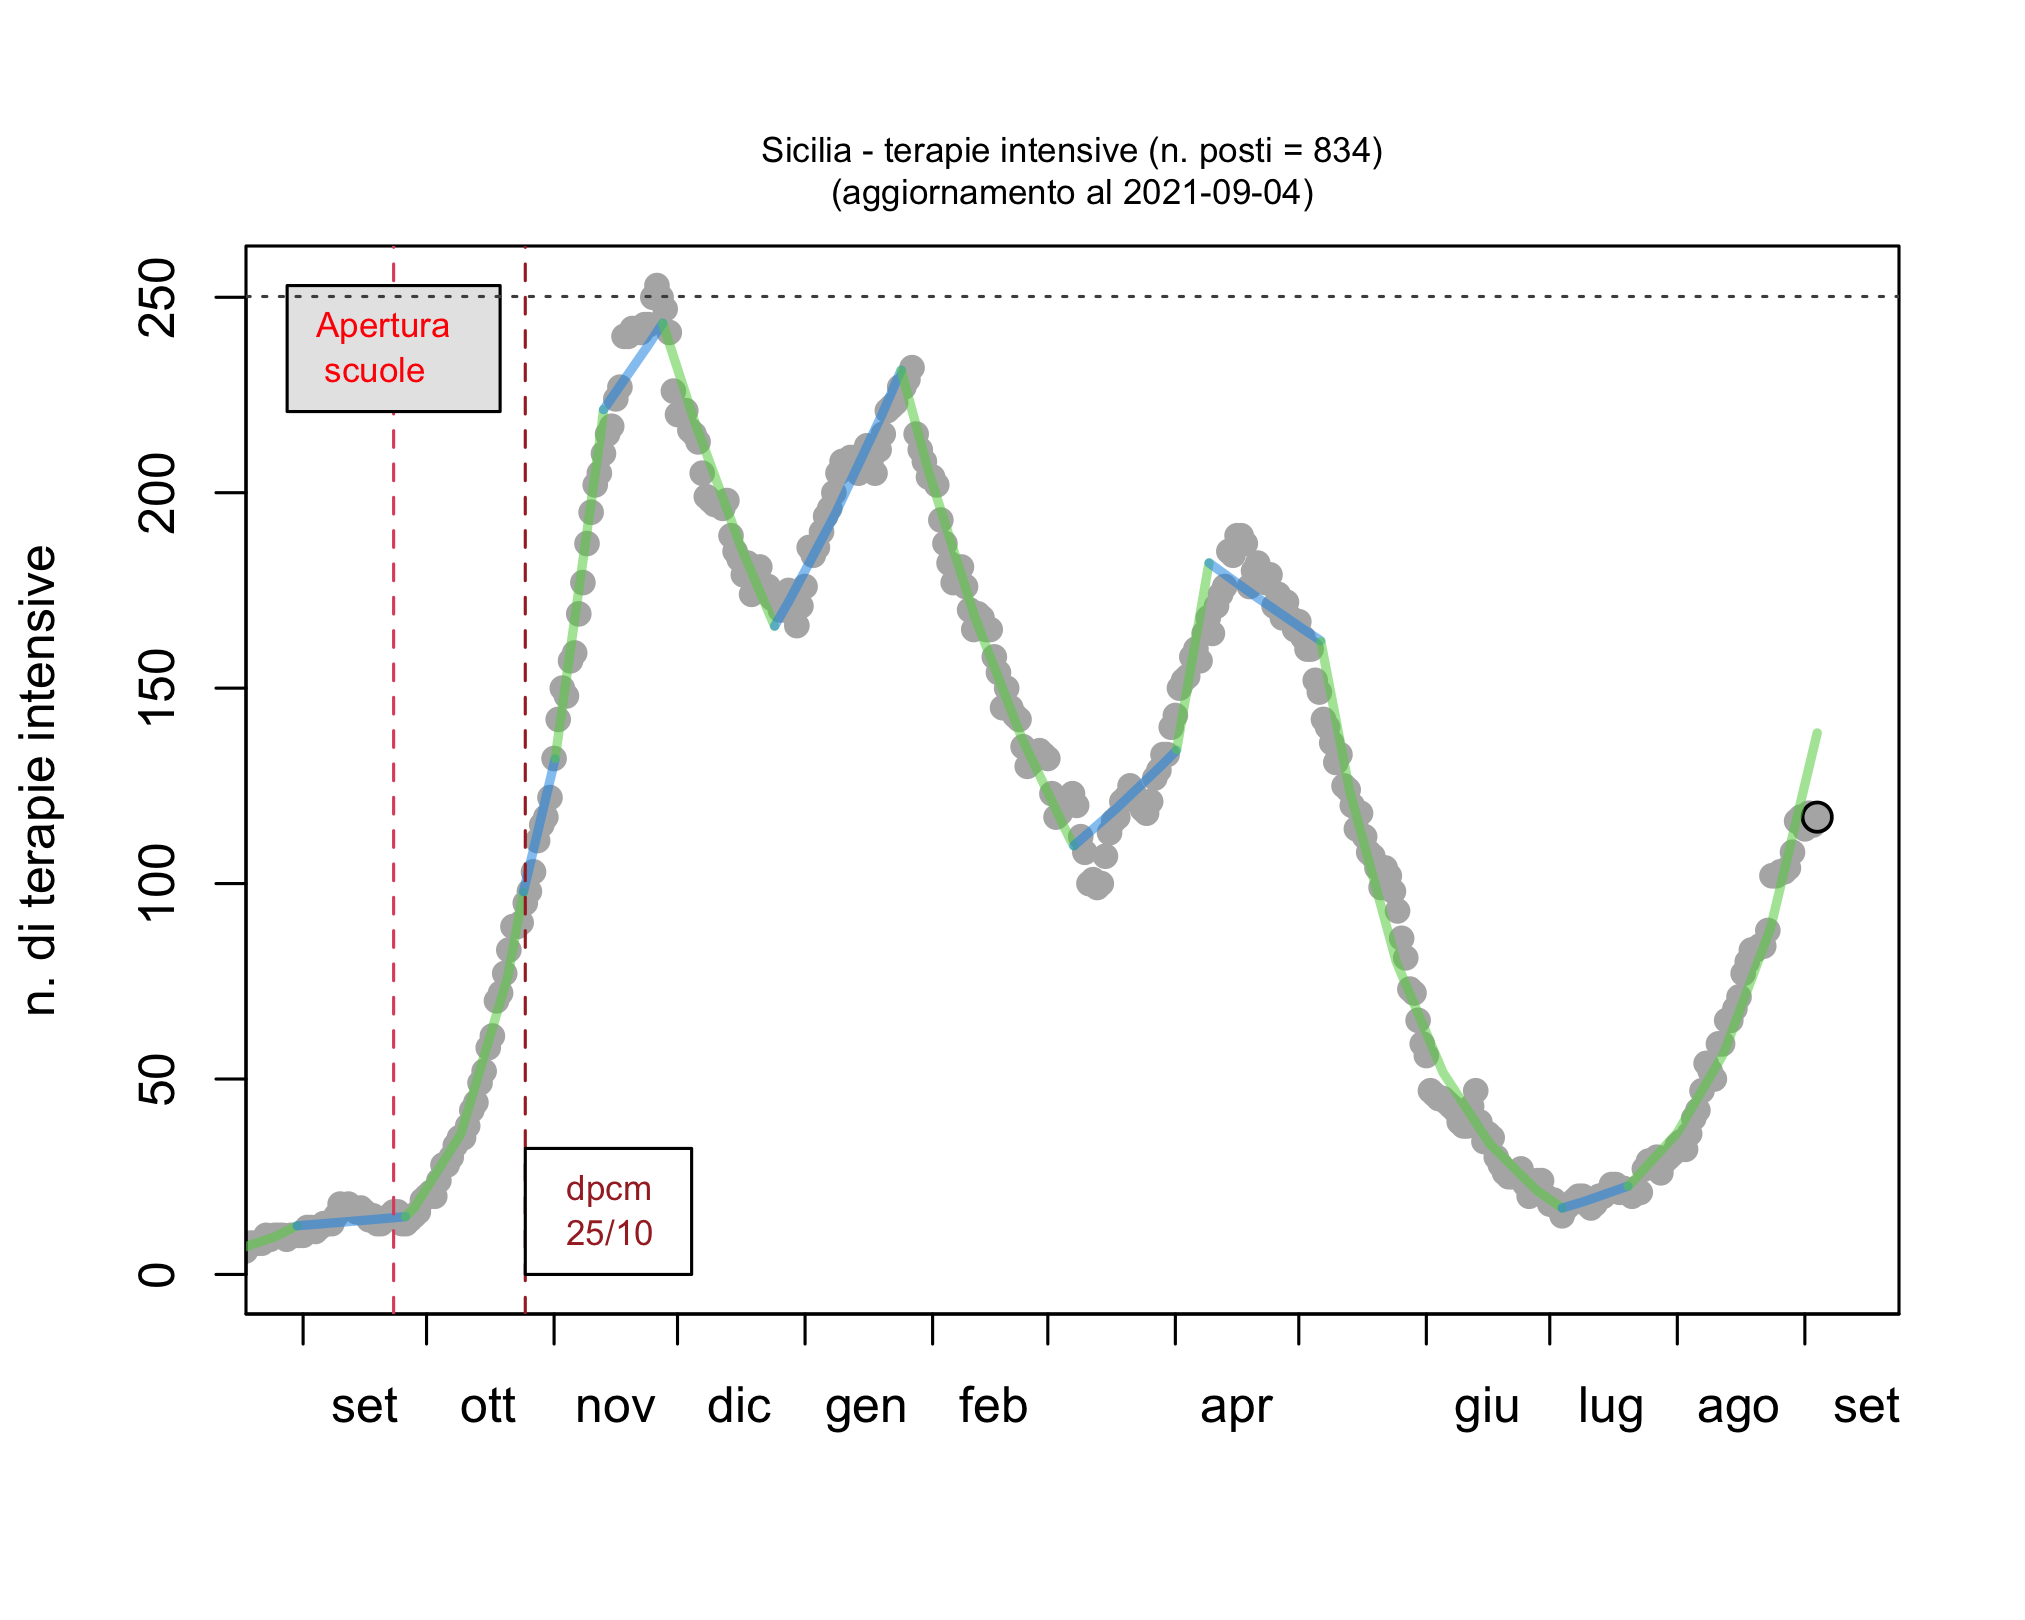 Sicilia - terapie intensive (n. posti = 834)
(aggiornamento al 2021-09-04)
n. di terapie intensive
250
200
150
100
50
0
Apertura
scuole
dpcm
25/10
set ott nov dic gen feb apr giu lug ago set